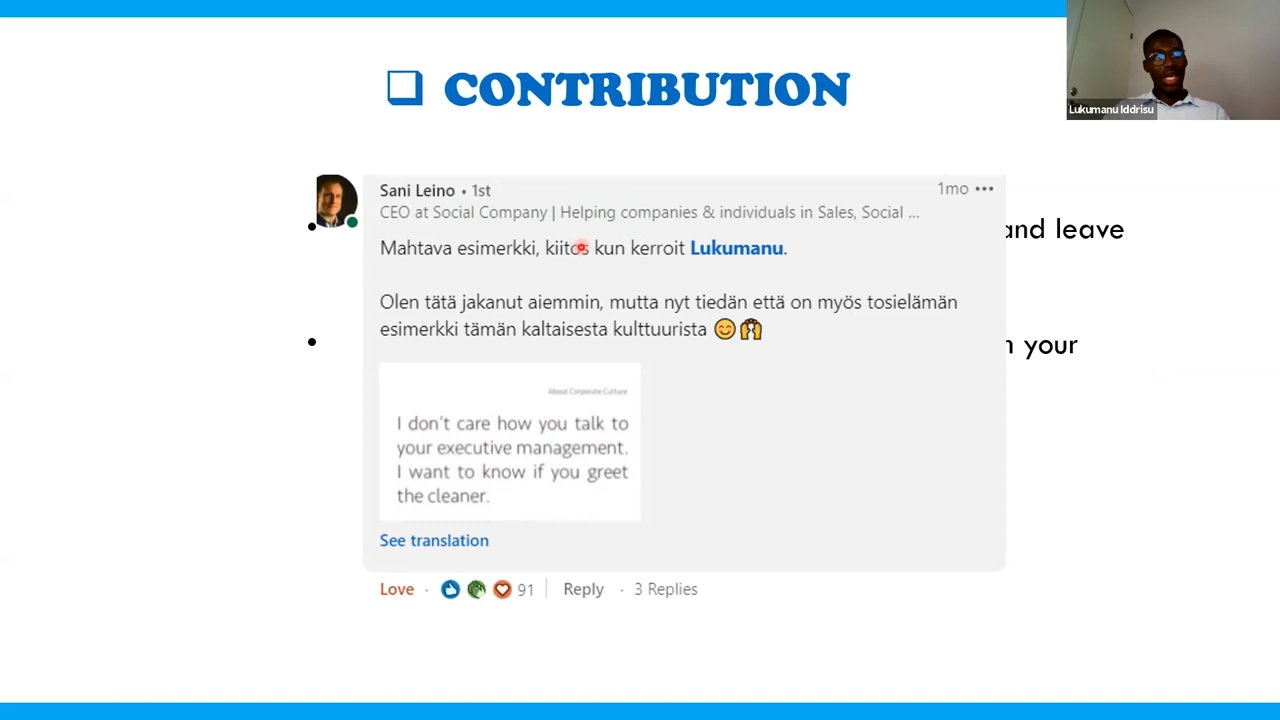 CONTRIBUTION
Lukumanu Iddrisu
Sani Leino • 1st
1mo •••
CEO at Social Company | Helping companies & individuals in Sales, Social ...
and leave
Mahtava esimerkki, kiitos kun kerroit Lukumanu.
Olen tätä jakanut aiemmin, mutta nyt tiedän että on myös tosielämän
esimerkki tämän kaltaisesta kulttuurista 😊🙌
your
About Corporate Culture
I don't care how you talk to
your executive management.
I want to know if you greet
the cleaner.
See translation
Love · 91 | Reply · 3 Replies